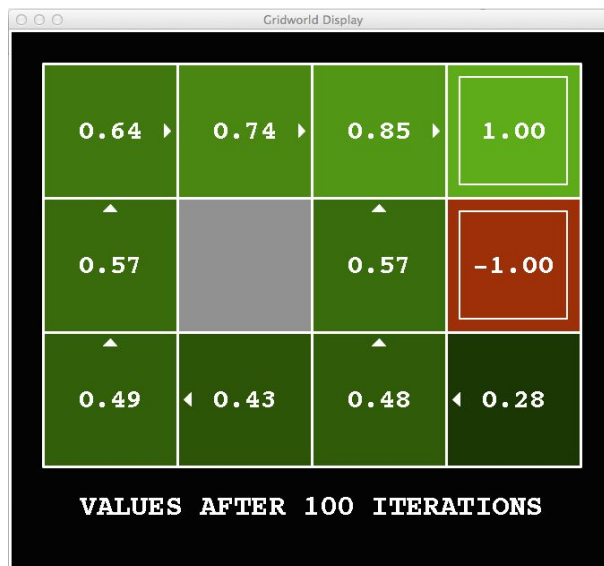 Gridworld Display
0.64 0.74 0.85 1.00
0.57 0.57 -1.00
0.49 0.43 0.48 0.28
VALUES AFTER 100 ITERATIONS